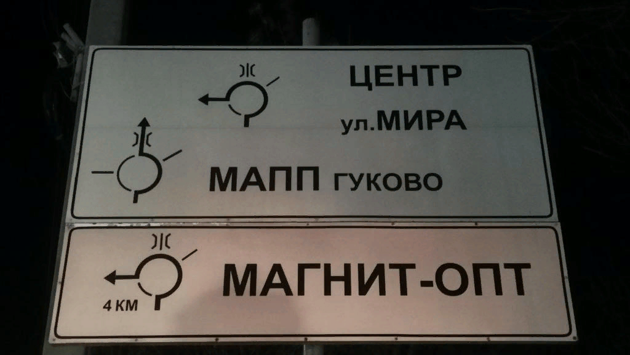 ЦЕНТР
ул.МИРА
МАПП ГУКОВО
МАГНИТ-ОПТ
4 КМ